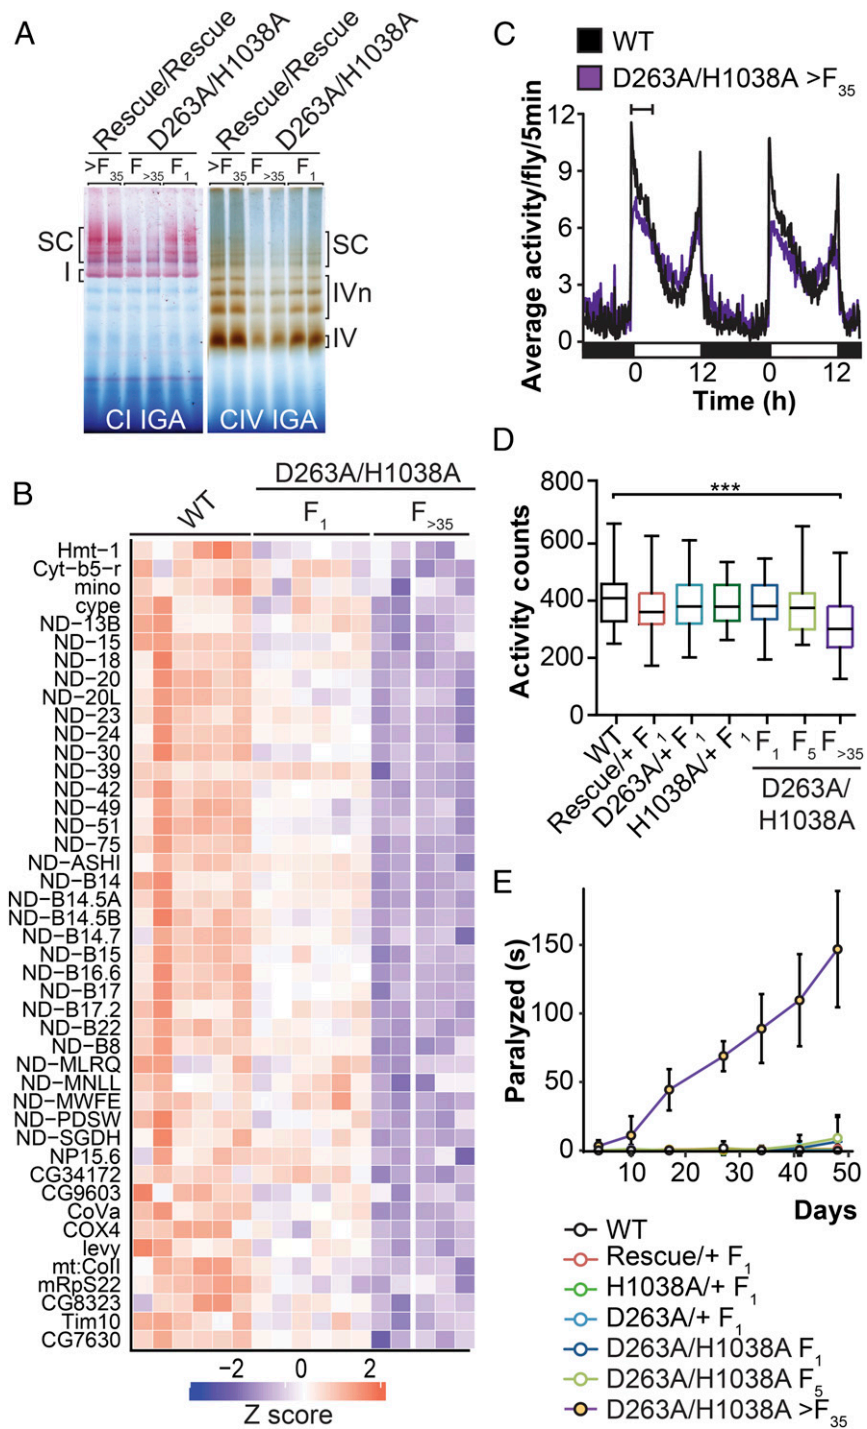 A
Rescue/Rescue
D263A/H1038A
Rescue/Rescue
D263A/H1038A
>F35 F>35 F1 >F35 F>35 F1
SC
I
SC
IVn
IV
CI IGA
CIV IGA
B
D263A/H1038A
WT
F1
F>35
Hmt−1
Cyt−b5−r
mino
cype
ND−13B
ND−15
ND−18
ND−20
ND−20L
ND−23
ND−24
ND−30
ND−39
ND−42
ND−49
ND−51
ND−75
ND−ASHI
ND−B14
ND−B14.5A
ND−B14.5B
ND−B14.7
ND−B15
ND−B16.6
ND−B17
ND−B17.2
ND−B22
ND−B8
ND−MLRQ
ND−MNLL
ND−MWFE
ND−PDSW
ND−SGDH
NP15.6
CG34172
CG9603
CoVa
COX4
levy
mt:CoII
mRpS22
CG8323
Tim10
CG7630
−2 0 2
Z score
C
WT
D263A/H1038A >F35
Average activity/fly/5min
12
9
6
3
0
0 12 0 12
Time (h)
D
Activity counts
800
600
400
200
0
***
WT
Rescue/+ F1
D263A/+ F1
H1038A/+ F1
F1 F5 F>35
D263A/
H1038A
E
Paralyzed (s)
150
100
50
0
10 20 30 40 50
Days
WT
Rescue/+ F1
H1038A/+ F1
D263A/+ F1
D263A/H1038A F1
D263A/H1038A F5
D263A/H1038A >F35